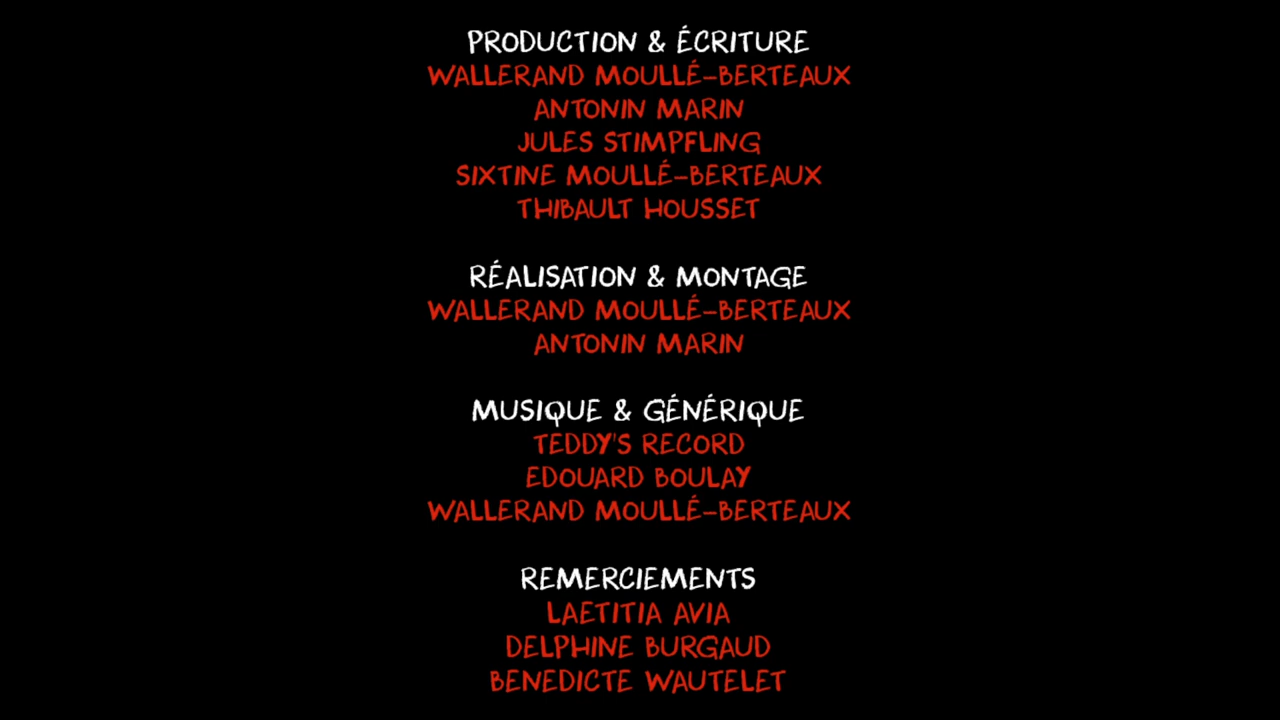 PRODUCTION & ÉCRITURE
WALLERAND MOULLÉ-BERTEAUX
ANTONIN MARIN
JULES STIMPFLING
SIXTINE MOULLÉ-BERTEAUX
THIBAULT HOUSSET
RÉALISATION & MONTAGE
WALLERAND MOULLÉ-BERTEAUX
ANTONIN MARIN
MUSIQUE & GÉNÉRIQUE
TEDDY'S RECORD
EDOUARD BOULAY
WALLERAND MOULLÉ-BERTEAUX
REMERCIEMENTS
LAETITIA AVIA
DELPHINE BURGAUD
BENEDICTE WAUTELET